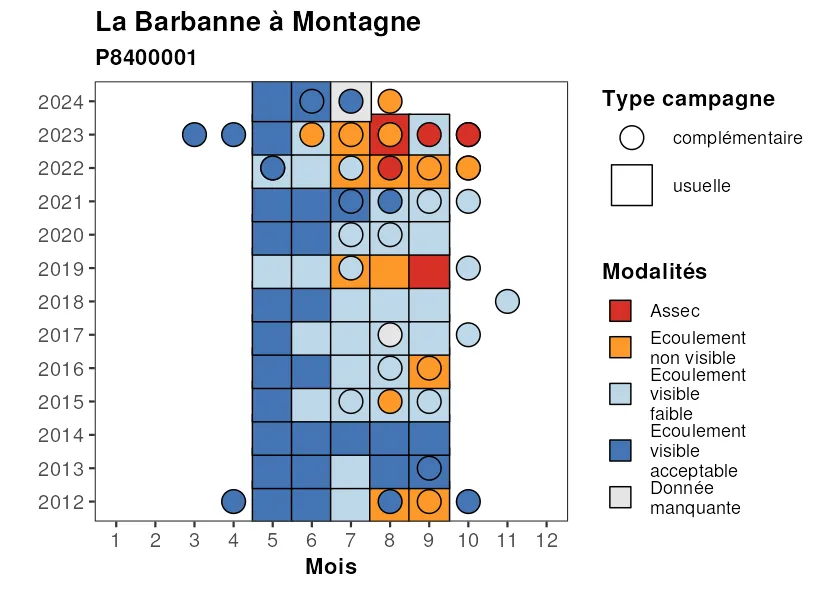 La Barbanne à Montagne
P8400001
2024
2023
2022
2021
2020
2019
2018
2017
2016
2015
2014
2013
2012
1 2 3 4 5 6 7 8 9 10 11 12
Mois
Type campagne
complémentaire
usuelle
Modalités
Assec
Ecoulement
non visible
Ecoulement
visible
faible
Ecoulement
visible
acceptable
Donnée
manquante